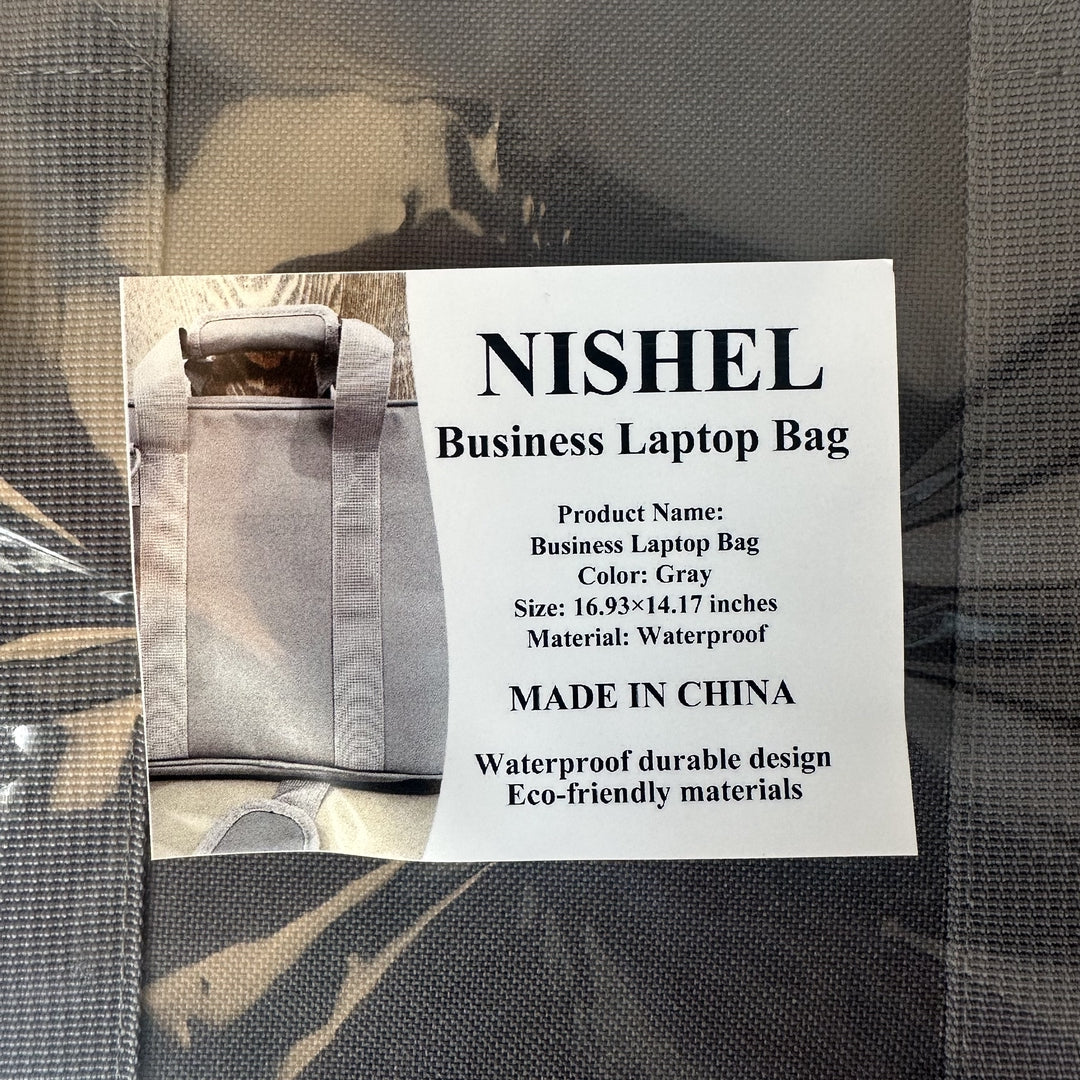 NISHEL
Business Laptop Bag
Product Name:
Business Laptop Bag
Color: Gray
Size: 16.93×14.17 inches
Material: Waterproof
MADE IN CHINA
Waterproof durable design
Eco-friendly materials